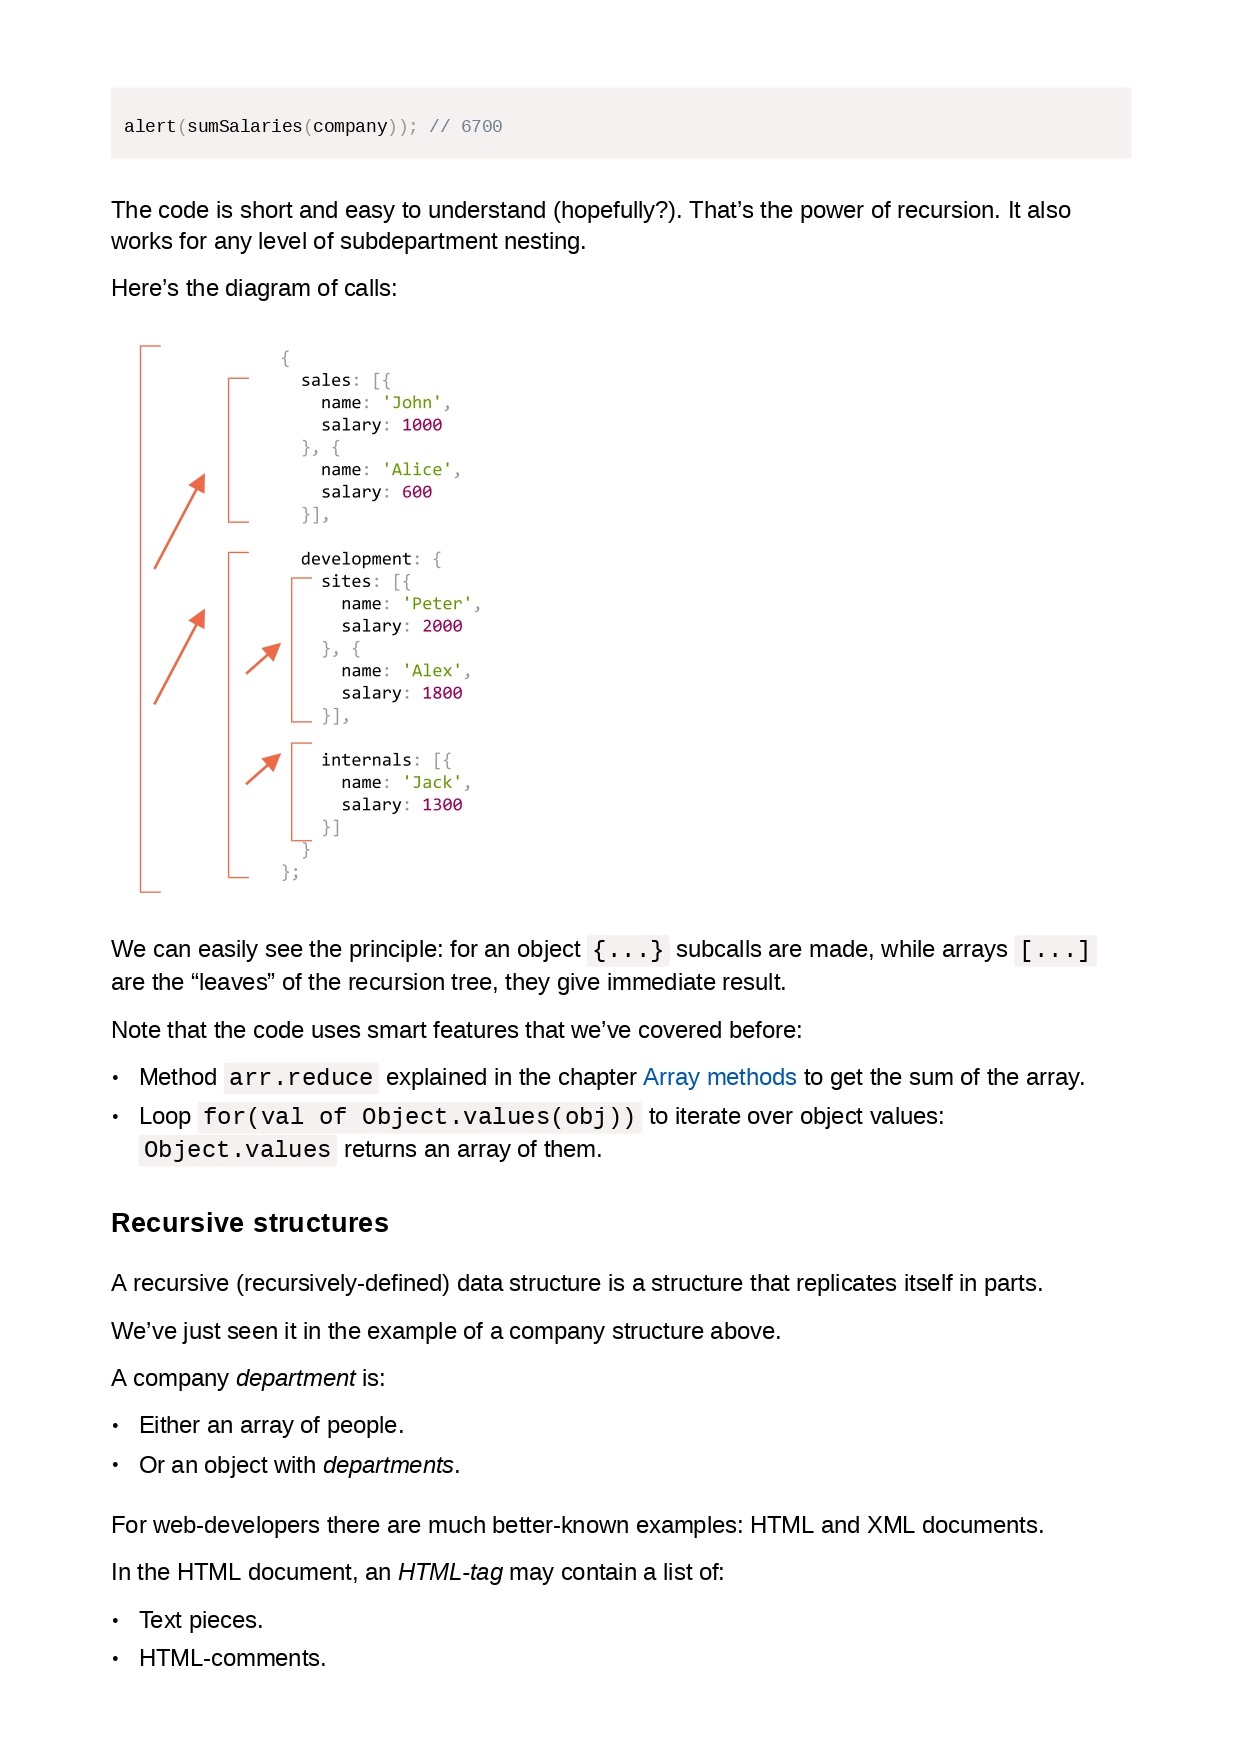 alert(sumSalaries(company)); // 6700
The code is short and easy to understand (hopefully?). That’s the power of recursion. It also
works for any level of subdepartment nesting.
Here’s the diagram of calls:
{
sales: [{
name: 'John',
salary: 1000
}, {
name: 'Alice',
salary: 600
}],
development: {
sites: [{
name: 'Peter',
salary: 2000
}, {
name: 'Alex',
salary: 1800
}],
internals: [{
name: 'Jack',
salary: 1300
}]
}
};
We can easily see the principle: for an object {...} subcalls are made, while arrays [...]
are the “leaves” of the recursion tree, they give immediate result.
Note that the code uses smart features that we’ve covered before:
• Method arr.reduce explained in the chapter Array methods to get the sum of the array.
• Loop for(val of Object.values(obj)) to iterate over object values:
Object.values returns an array of them.
Recursive structures
A recursive (recursively-defined) data structure is a structure that replicates itself in parts.
We’ve just seen it in the example of a company structure above.
A company department is:
• Either an array of people.
• Or an object with departments.
For web-developers there are much better-known examples: HTML and XML documents.
In the HTML document, an HTML-tag may contain a list of:
• Text pieces.
• HTML-comments.